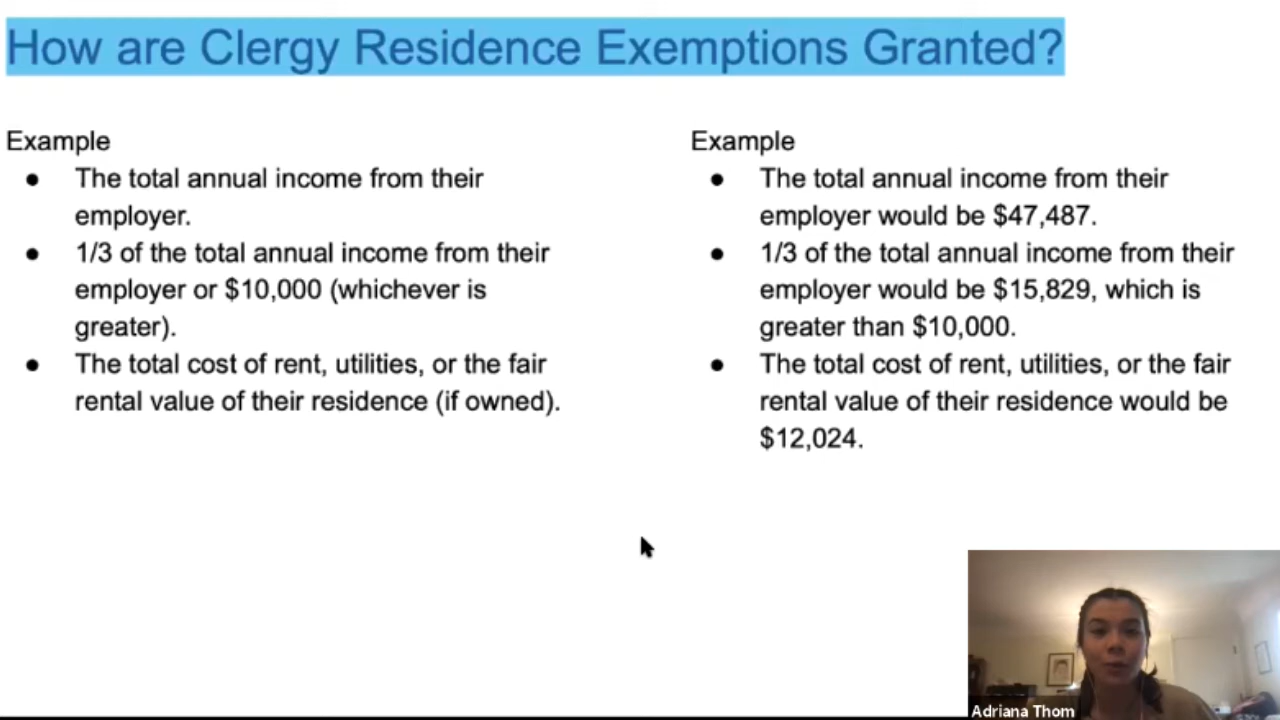 How are Clergy Residence Exemptions Granted?
Example
● The total annual income from their
employer.
● 1/3 of the total annual income from their
employer or $10,000 (whichever is
greater).
● The total cost of rent, utilities, or the fair
rental value of their residence (if owned).
Example
● The total annual income from their
employer would be $47,487.
● 1/3 of the total annual income from their
employer would be $15,829, which is
greater than $10,000.
● The total cost of rent, utilities, or the fair
rental value of their residence would be
$12,024.
Adriana Thom